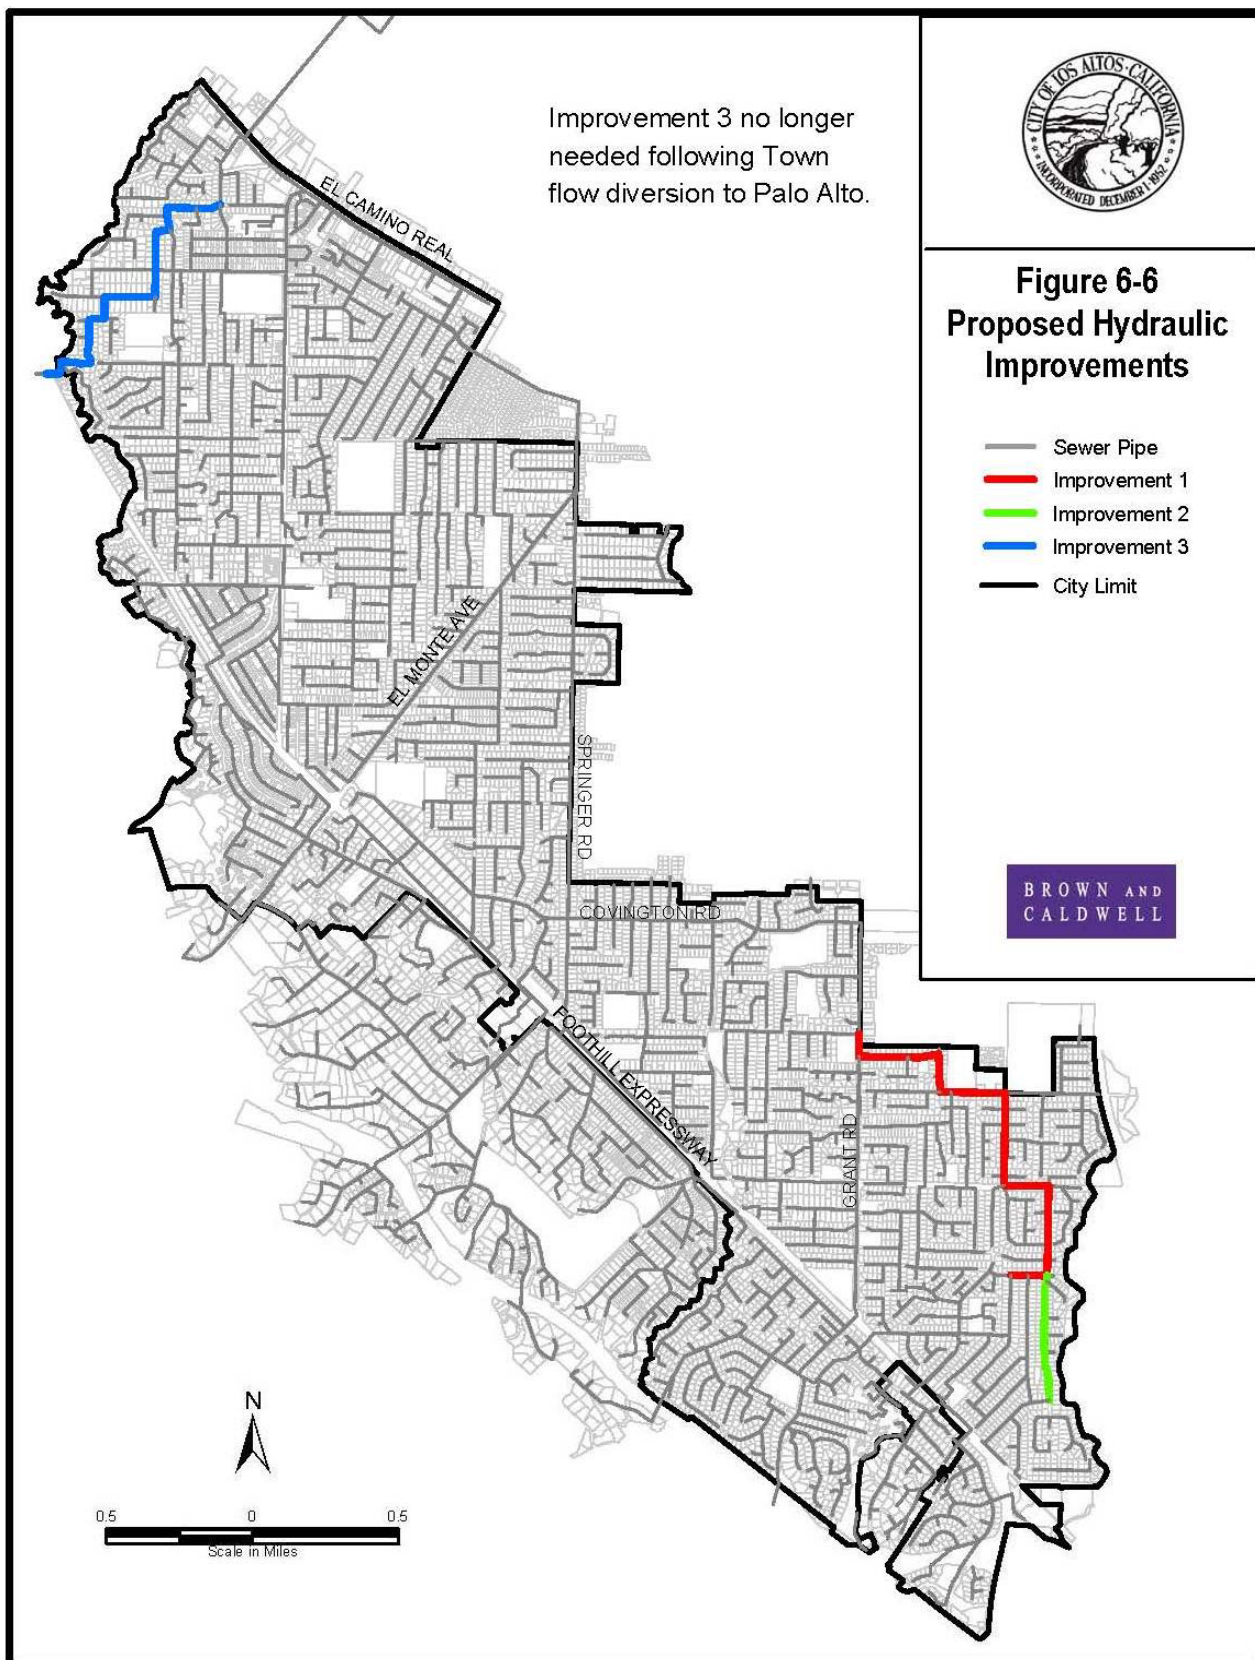 Improvement 3 no longer
needed following Town
flow diversion to Palo Alto.
CITY OF LOS ALTOS·CALIFORNIA
INCORPORATED DECEMBER 1·1952
Figure 6-6
Proposed Hydraulic
Improvements
Sewer Pipe
Improvement 1
Improvement 2
Improvement 3
City Limit
BROWN AND
CALDWELL
EL CAMINO REAL
EL MONTE AVE
SPRINGER RD
COVINGTON RD
FOOTHILL EXPRESSWAY
GRANT RD
N
0.5 0 0.5
Scale in Miles